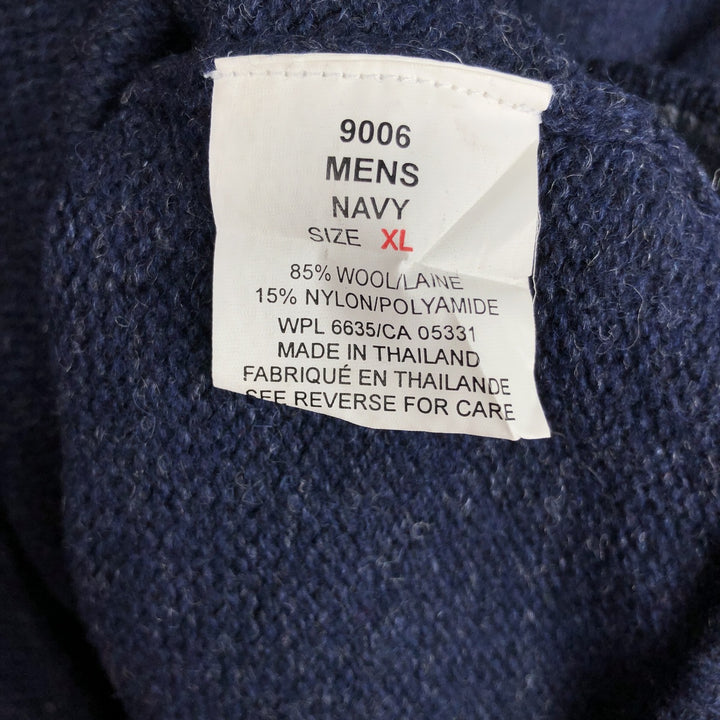 9006
MENS
NAVY
SIZE XL
85% WOOL/LAINE
15% NYLON/POLYAMIDE
WPL 6635/CA 05331
MADE IN THAILAND
FABRIQUÉ EN THAILANDE
SEE REVERSE FOR CARE